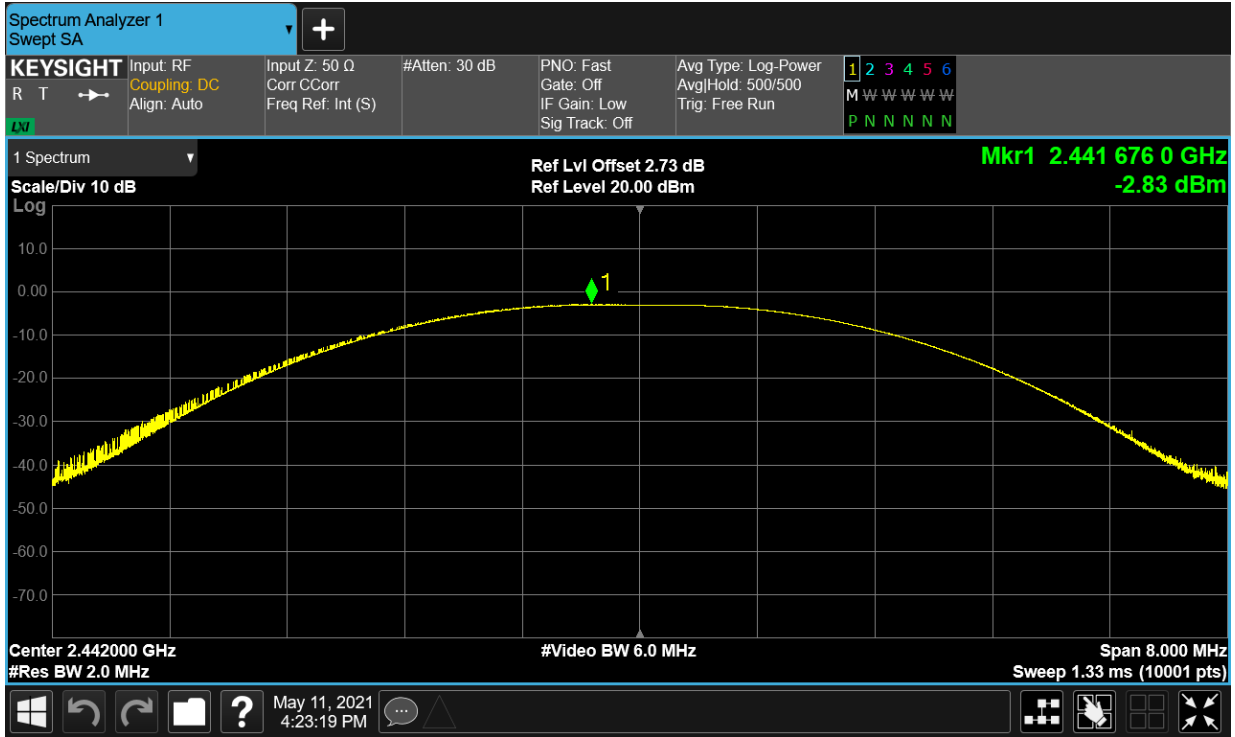 Spectrum Analyzer 1
Swept SA
▼
+
KEYSIGHT
R T
LXI
Input: RF
Coupling: DC
Align: Auto
Input Z: 50 Ω
Corr CCorr
Freq Ref: Int (S)
#Atten: 30 dB
PNO: Fast
Gate: Off
IF Gain: Low
Sig Track: Off
Avg Type: Log-Power
Avg|Hold: 500/500
Trig: Free Run
1 2 3 4 5 6
M W W W W W
P N N N N N
1 Spectrum ▼
Scale/Div 10 dB
Log
Ref Lvl Offset 2.73 dB
Ref Level 20.00 dBm
Mkr1 2.441 676 0 GHz
-2.83 dBm
10.0
0.00
-10.0
-20.0
-30.0
-40.0
-50.0
-60.0
-70.0
1
Center 2.442000 GHz
#Res BW 2.0 MHz
#Video BW 6.0 MHz
Span 8.000 MHz
Sweep 1.33 ms (10001 pts)
?
May 11, 2021
4:23:19 PM